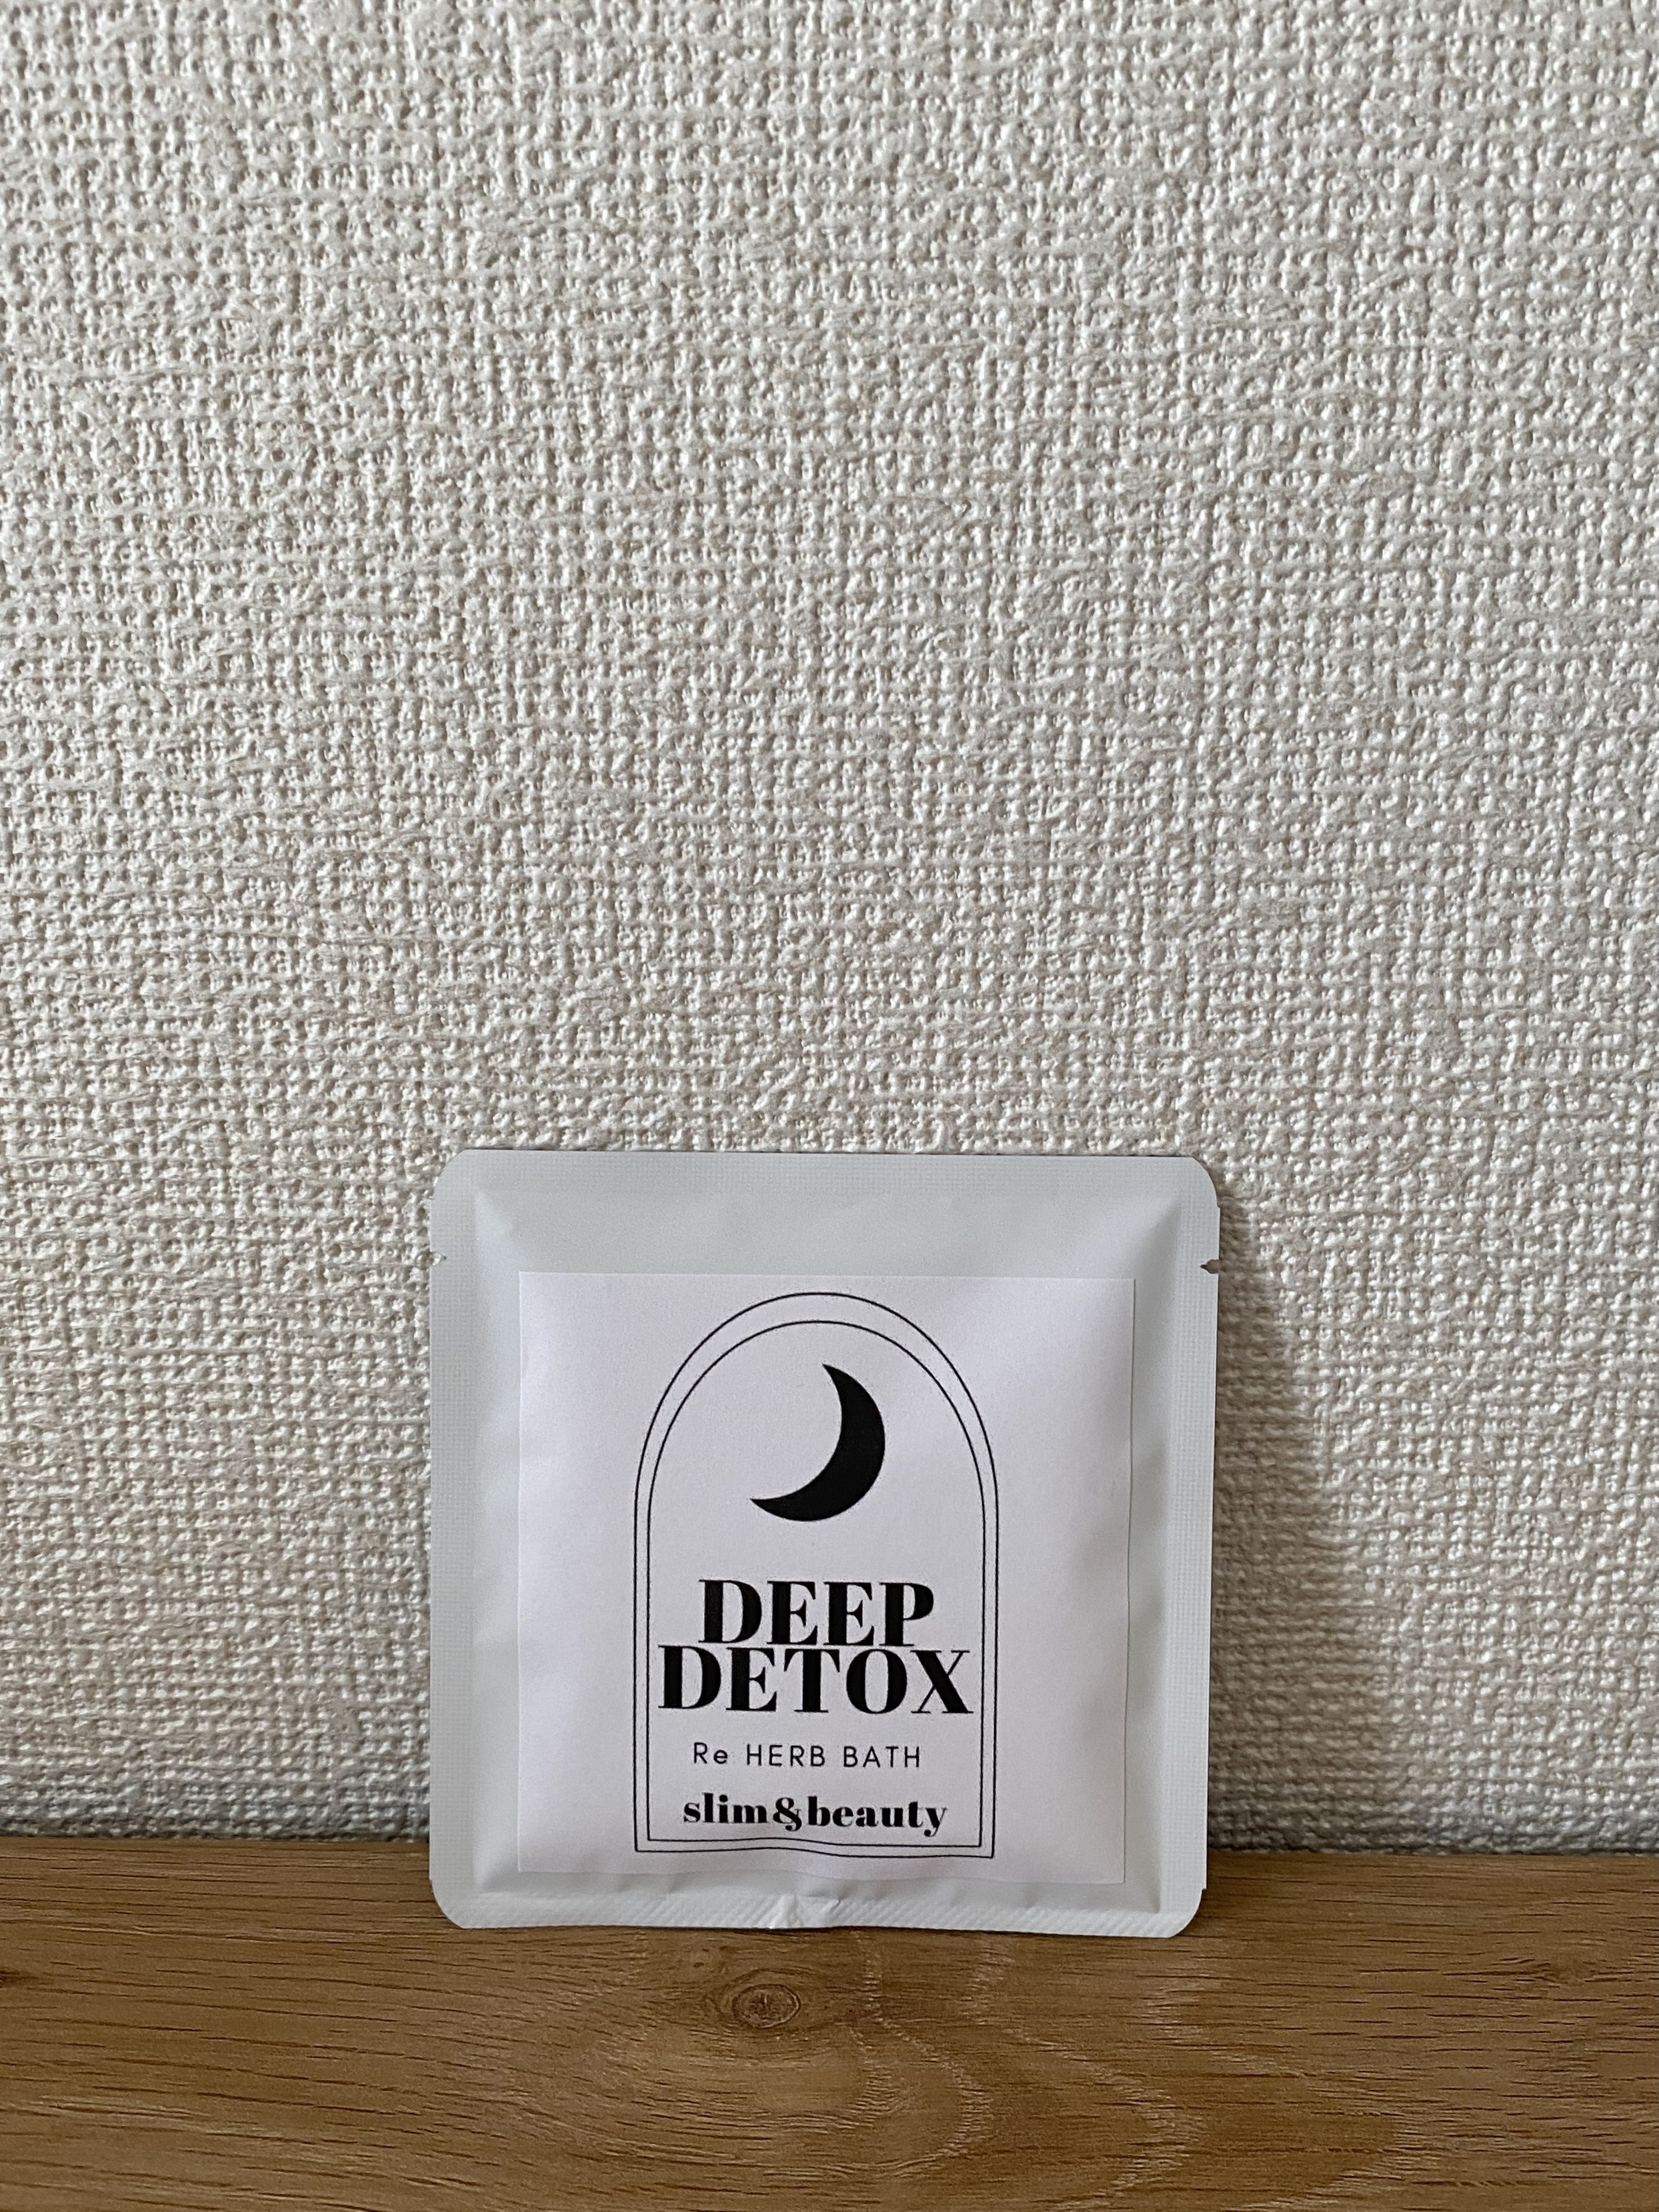 DEEP
DETOX
Re HERB BATH
slim&beauty